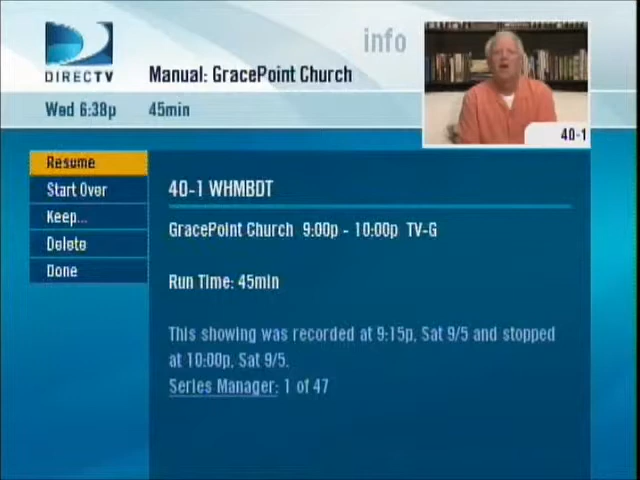 info
DIRECTV
Manual: GracePoint Church
Wed 6:38p 45min
40-1
Resume
Start Over
Keep...
Delete
Done
40-1 WHMBDT
GracePoint Church 9:00p - 10:00p TV-G
Run Time: 45min
This showing was recorded at 9:15p, Sat 9/5 and stopped
at 10:00p, Sat 9/5.
Series Manager: 1 of 47